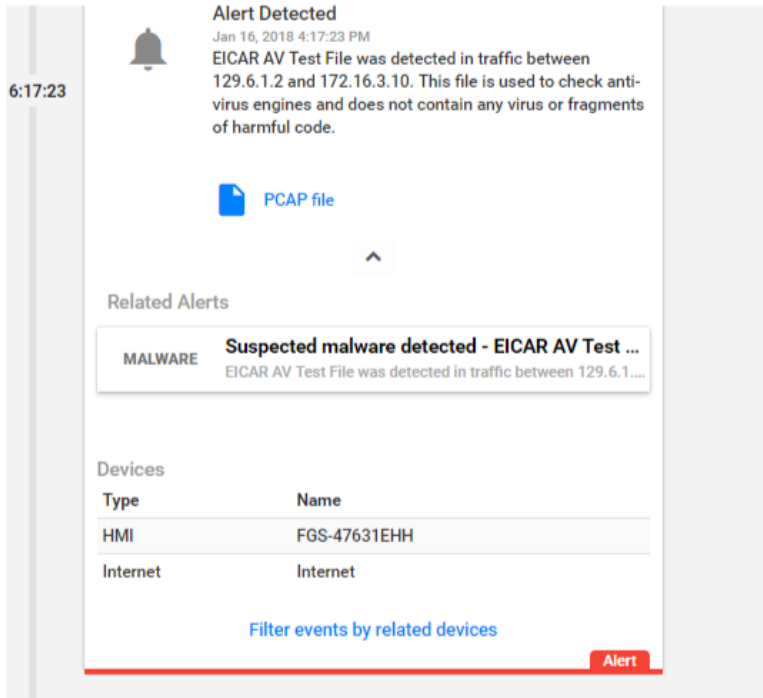 Alert Detected
Jan 16, 2018 4:17:23 PM
EICAR AV Test File was detected in traffic between
129.6.1.2 and 172.16.3.10. This file is used to check anti-
virus engines and does not contain any virus or fragments
of harmful code.
6:17:23
PCAP file
Related Alerts
MALWARE
Suspected malware detected - EICAR AV Test ...
EICAR AV Test File was detected in traffic between 129.6.1....
Devices
Type Name
HMI FGS-47631EHH
Internet Internet
Filter events by related devices
Alert